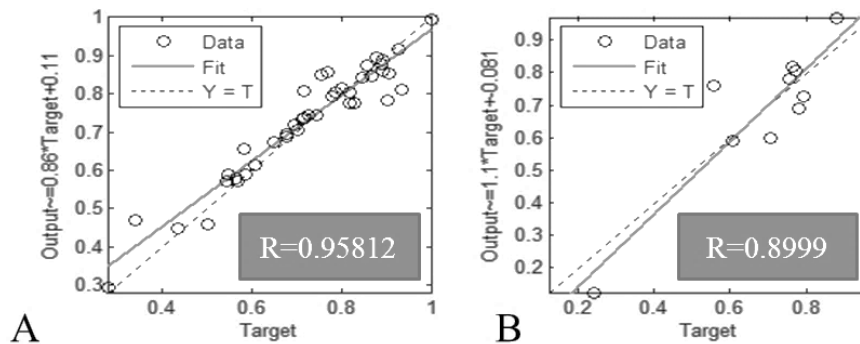 1
0.9
0.8
0.7
0.6
0.5
0.4
0.3
Output~=0.86*Target+0.11
Data
Fit
Y = T
R=0.95812
0.4
0.6
0.8
1
Target
A
0.9
0.8
0.7
0.6
0.5
0.4
0.3
0.2
Output~=1.1*Target+-0.081
Data
Fit
Y = T
R=0.8999
0.2
0.4
0.6
0.8
Target
B